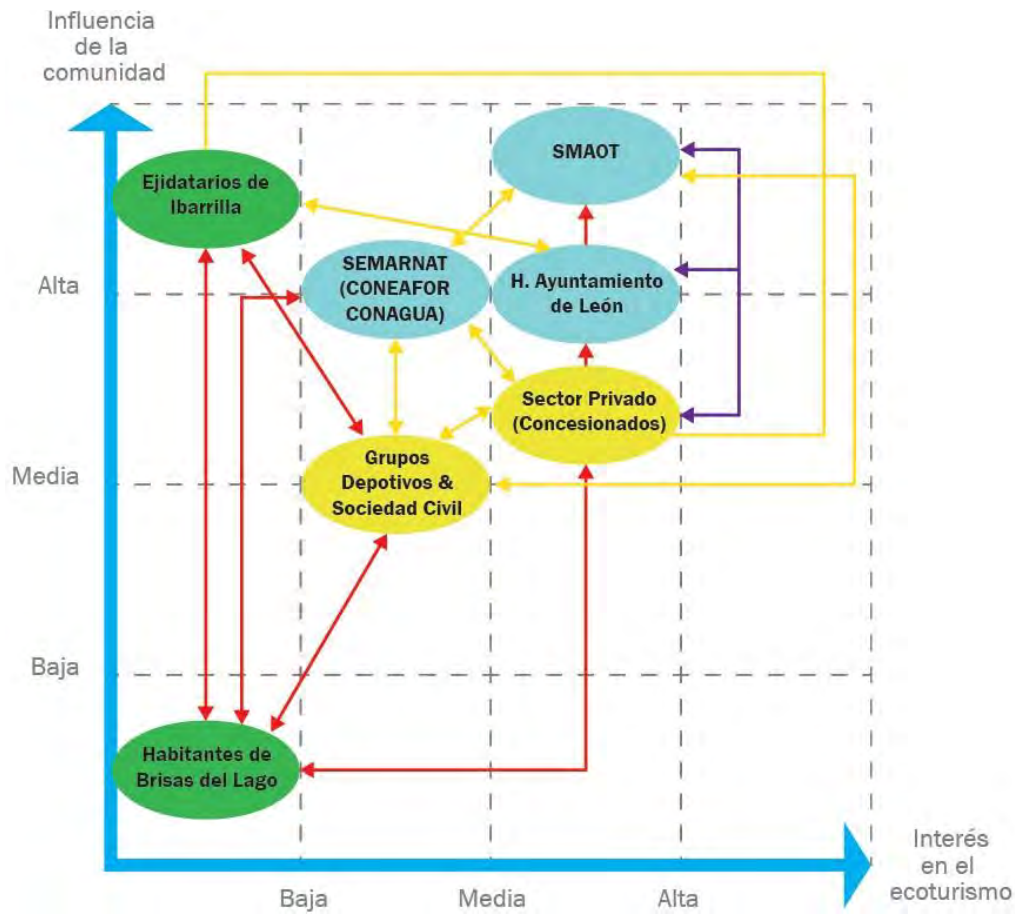 Influencia
de la
comunidad
Ejidatarios de
Ibarrilla
SMAOT
SEMARNAT
(CONEAFOR
CONAGUA)
H. Ayuntamiento
de León
Alta
Sector Privado
(Concesionados)
Grupos
Depotivos &
Sociedad Civil
Media
Baja
Habitantes de
Brisas del Lago
Interés
en el
ecoturismo
Baja
Media
Alta